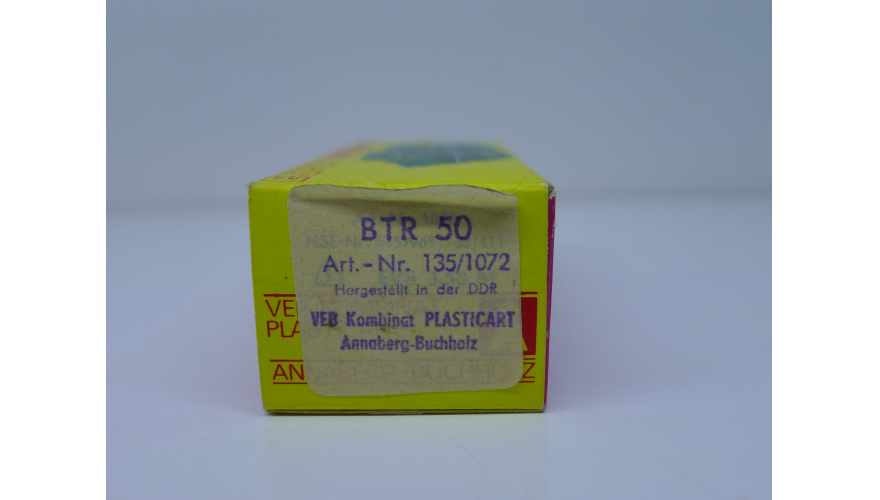 BTR 50
Art.-Nr. 135/1072
Hergestellt in der DDR
VEB Kombinat PLASTICART
Annaberg-Buchholz